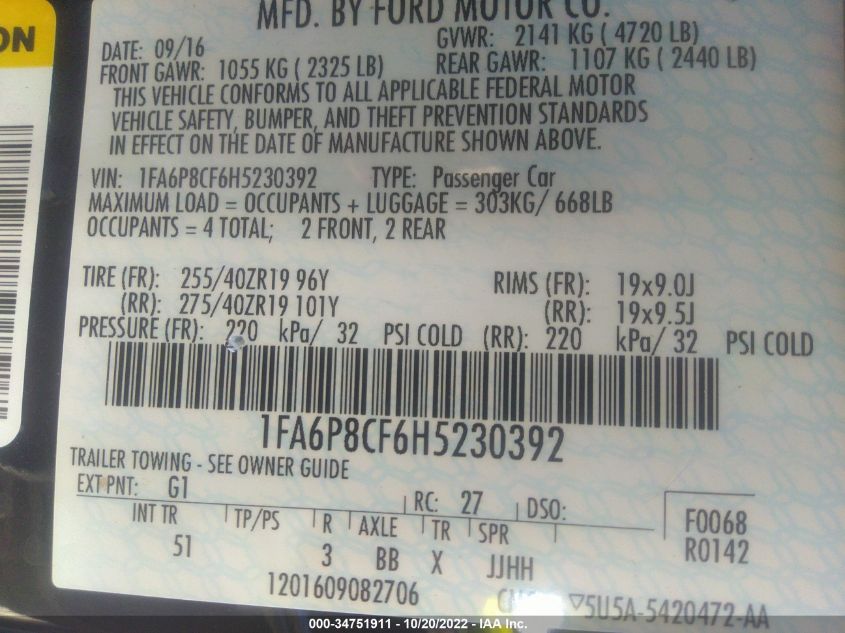 ON
MFD. BY FORD MOTOR CO.
DATE: 09/16 GVWR: 2141 KG ( 4720 LB)
FRONT GAWR: 1055 KG ( 2325 LB) REAR GAWR: 1107 KG ( 2440 LB)
THIS VEHICLE CONFORMS TO ALL APPLICABLE FEDERAL MOTOR
VEHICLE SAFETY, BUMPER, AND THEFT PREVENTION STANDARDS
IN EFFECT ON THE DATE OF MANUFACTURE SHOWN ABOVE.
VIN: 1FA6P8CF6H5230392 TYPE: Passenger Car
MAXIMUM LOAD = OCCUPANTS + LUGGAGE = 303KG/ 668LB
OCCUPANTS = 4 TOTAL; 2 FRONT, 2 REAR
TIRE (FR): 255/40ZR19 96Y RIMS (FR): 19x9.0J
(RR): 275/40ZR19 101Y (RR): 19x9.5J
PRESSURE (FR): 220 kPa/ 32 PSI COLD (RR): 220 kPa/ 32 PSI COLD
1FA6P8CF6H5230392
TRAILER TOWING - SEE OWNER GUIDE
EXT PNT: G1 RC: 27 DSO:
INT TR TP/PS R AXLE TR SPR F0068
51 3 BB X JJHH R0142
1201609082706 5U5A-5420472-AA
000-34751911 - 10/20/2022 - IAA Inc.